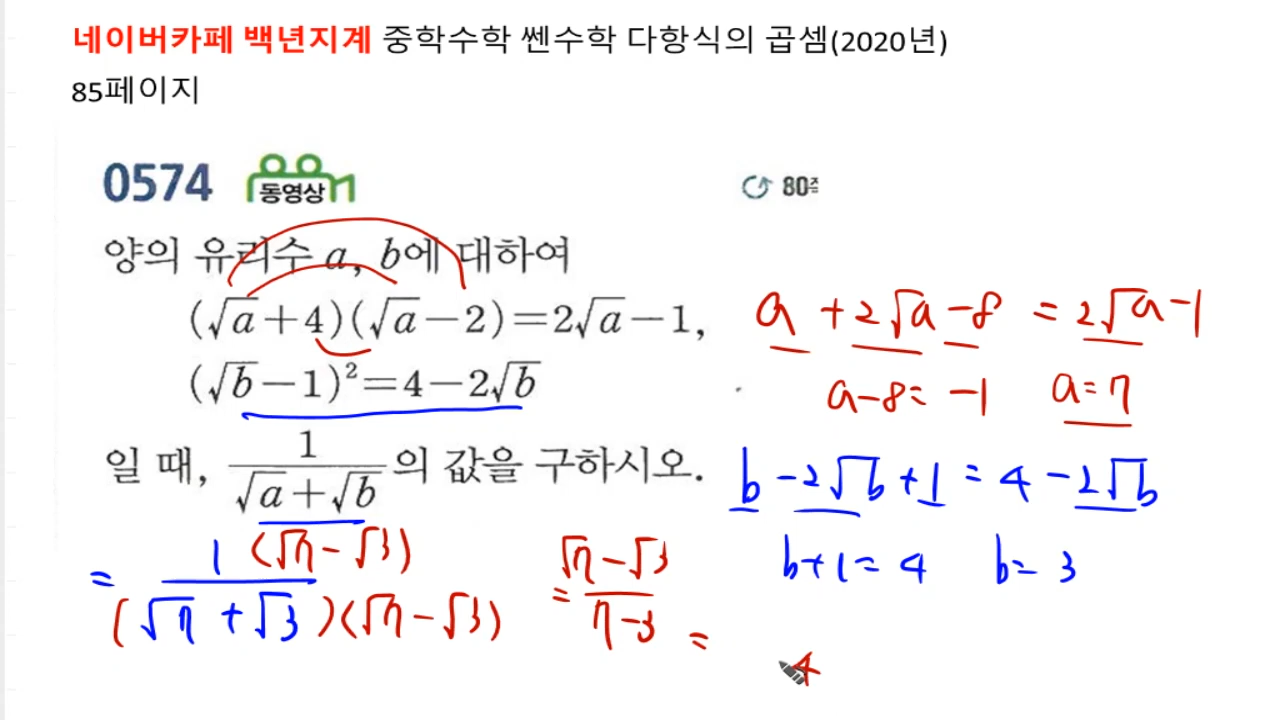 네이버카페 백년지계 중학수학 쎈수학 다항식의 곱셈(2020년)
85페이지
0574 동영상
80쪽
양의 유리수 a, b에 대하여
(√a+4)(√a−2)=2√a−1,
(√b−1)²=4−2√b
일 때, 1/(√a+√b)의 값을 구하시오.
a + 2√a − 8 = 2√a − 1
a−8 = −1 a = 7
b − 2√b + 1 = 4 − 2√b
b+1 = 4 b = 3
= 1(√7−√3)/(√7+√3)(√7−√3) = (√7−√3)/(7−3) = 4